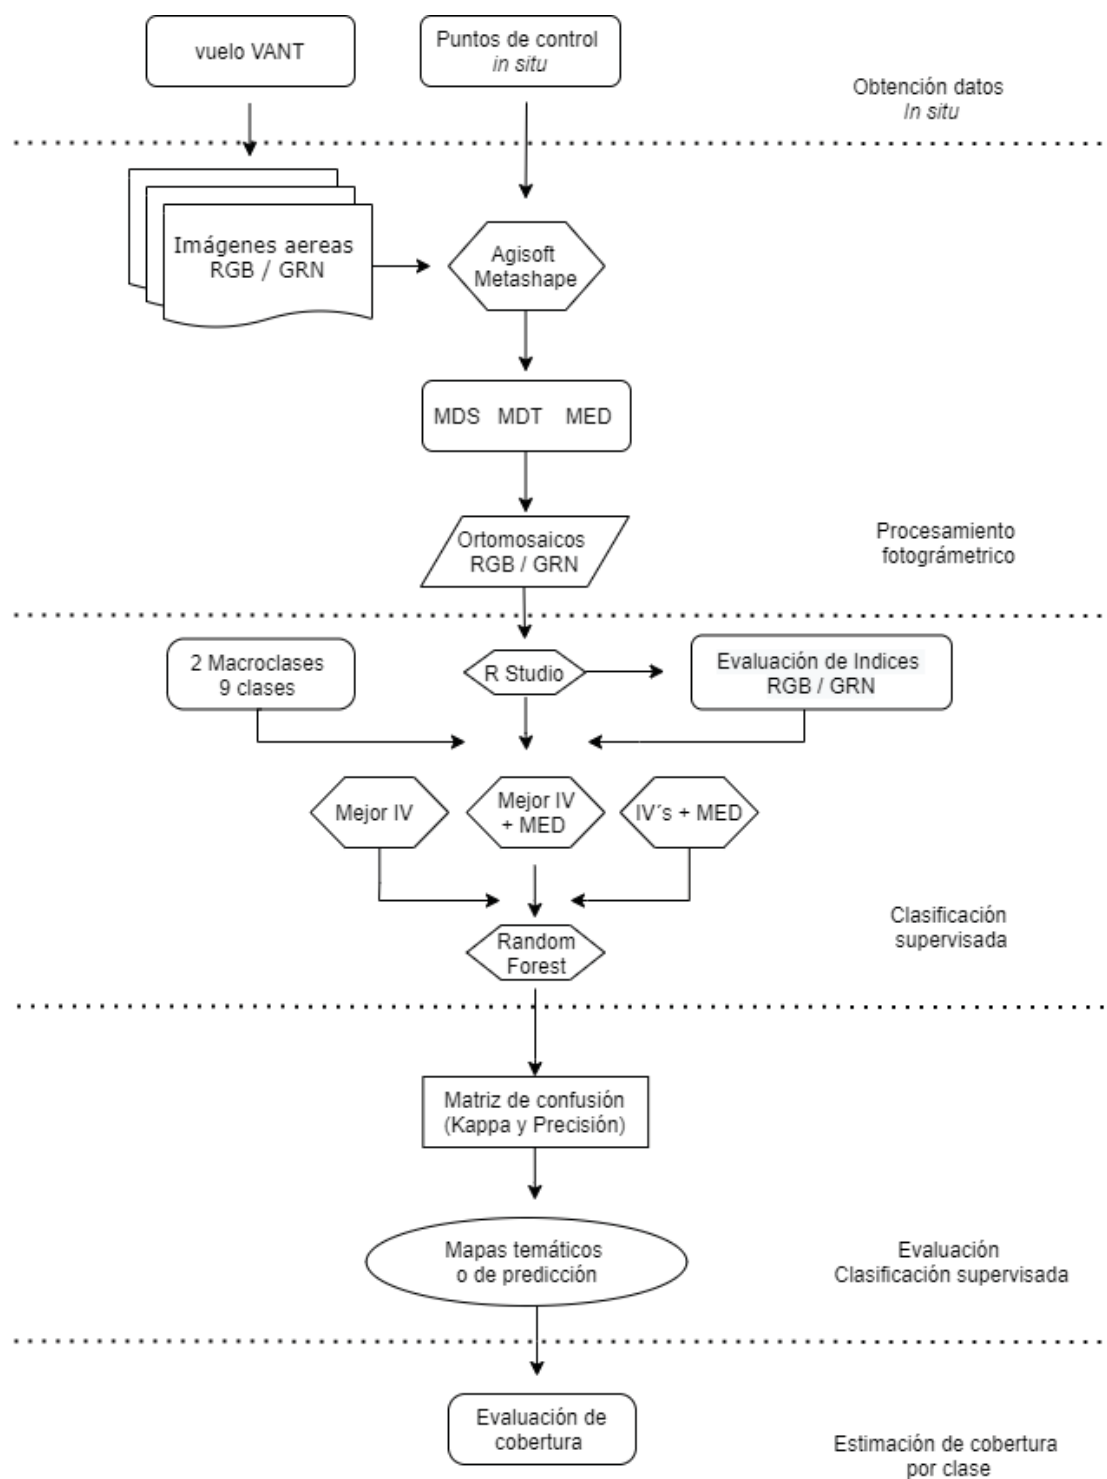 vuelo VANT
Puntos de control
in situ
Obtención datos
In situ
Imágenes aereas
RGB / GRN
Agisoft
Metashape
MDS MDT MED
Ortomosaicos
RGB / GRN
Procesamiento
fotográmetrico
2 Macroclases
9 clases
R Studio
Evaluación de Indices
RGB / GRN
Mejor IV
Mejor IV
+ MED
IV´s + MED
Clasificación
supervisada
Random
Forest
Matriz de confusión
(Kappa y Precisión)
Mapas temáticos
o de predicción
Evaluación
Clasificación supervisada
Evaluación de
cobertura
Estimación de cobertura
por clase